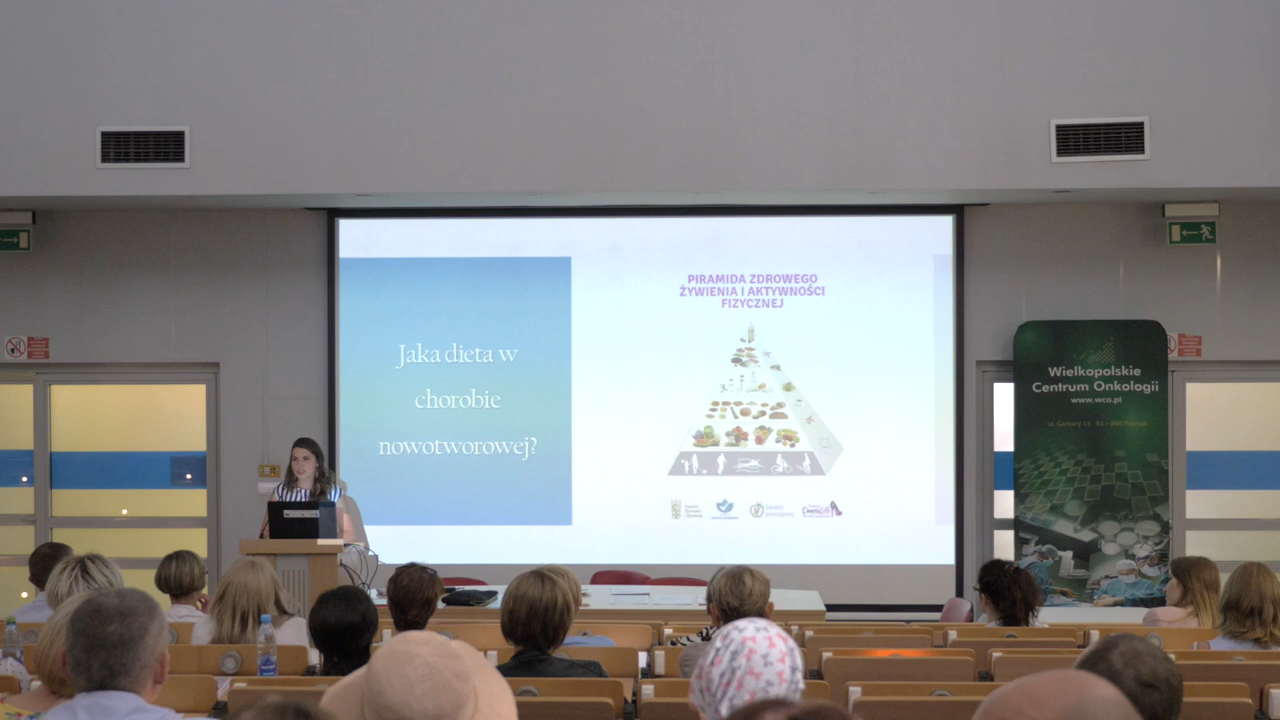 PIRAMIDA ZDROWEGO
ŻYWIENIA I AKTYWNOŚCI
FIZYCZNEJ
Jaka dieta w
chorobie
nowotworowej?
Wielkopolskie
Centrum Onkologii
www.wco.pl